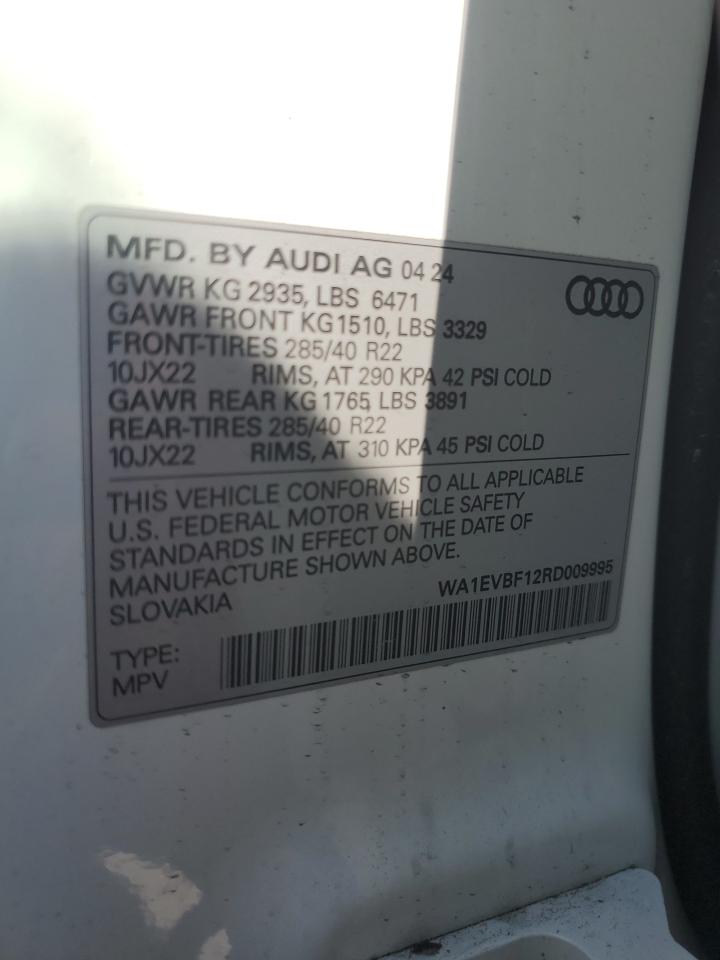 MFD. BY AUDI AG 04 24
GVWR KG 2935, LBS 6471
GAWR FRONT KG1510, LBS 3329
FRONT-TIRES 285/40 R22
10JX22 RIMS, AT 290 KPA 42 PSI COLD
GAWR REAR KG 1765, LBS 3891
REAR-TIRES 285/40 R22
10JX22 RIMS, AT 310 KPA 45 PSI COLD
THIS VEHICLE CONFORMS TO ALL APPLICABLE
U.S. FEDERAL MOTOR VEHICLE SAFETY
STANDARDS IN EFFECT ON THE DATE OF
MANUFACTURE SHOWN ABOVE.
SLOVAKIA
WA1EVBF12RD009995
TYPE:
MPV